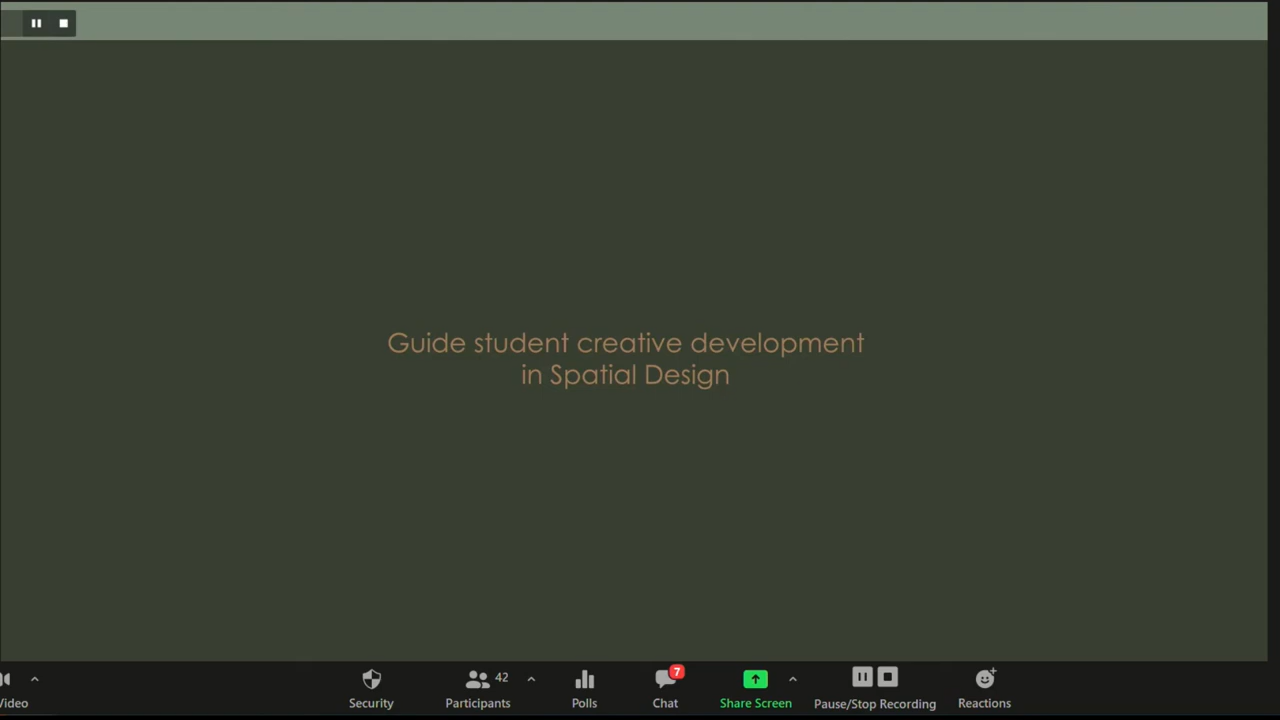 Guide student creative development
in Spatial Design
42
7
Video
Security
Participants
Polls
Chat
Share Screen
Pause/Stop Recording
Reactions